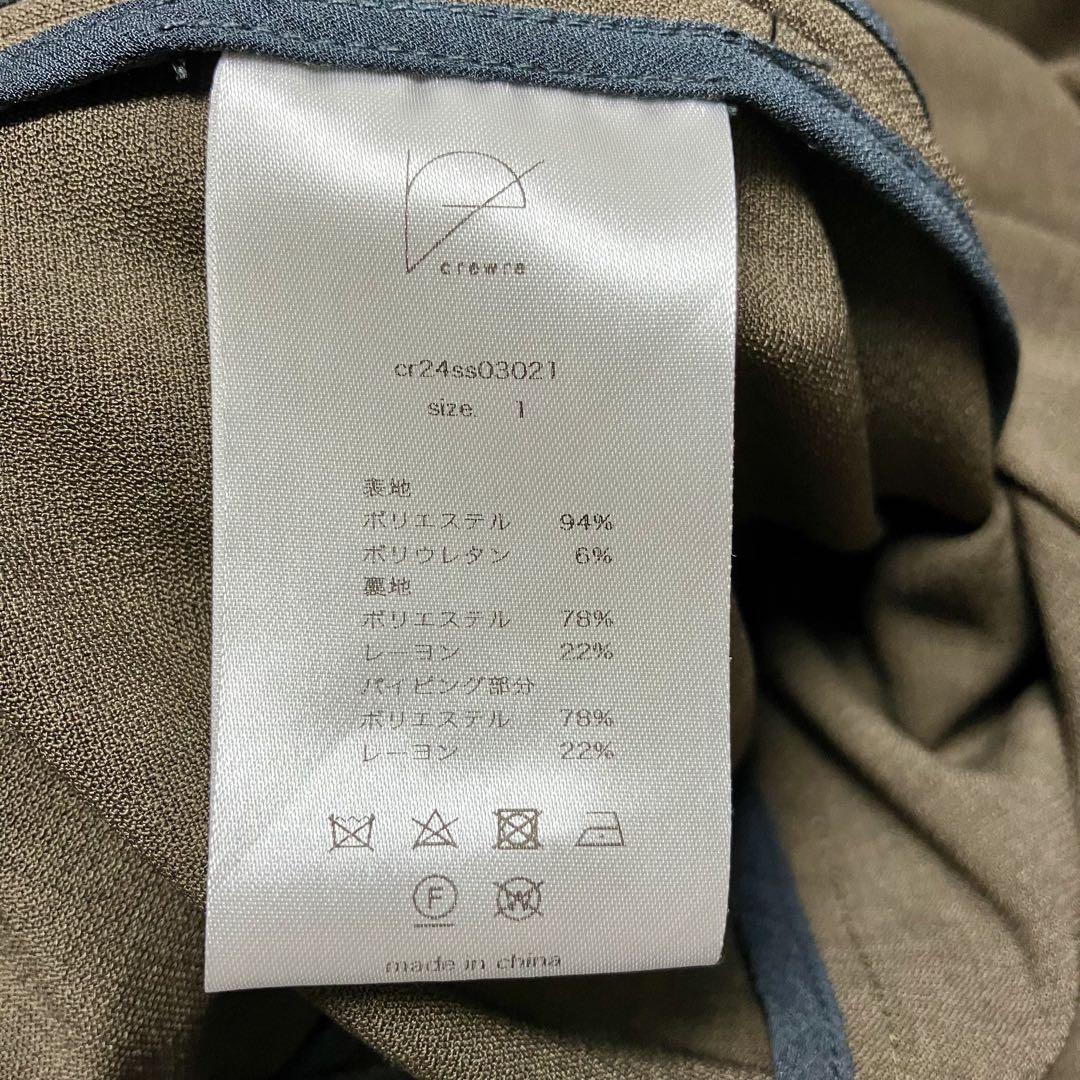 crewre
cr24ss03021
size. 1
表地
ポリエステル 94%
ポリウレタン 6%
裏地
ポリエステル 78%
レーヨン 22%
パイピング部分
ポリエステル 78%
レーヨン 22%
F W
made in china